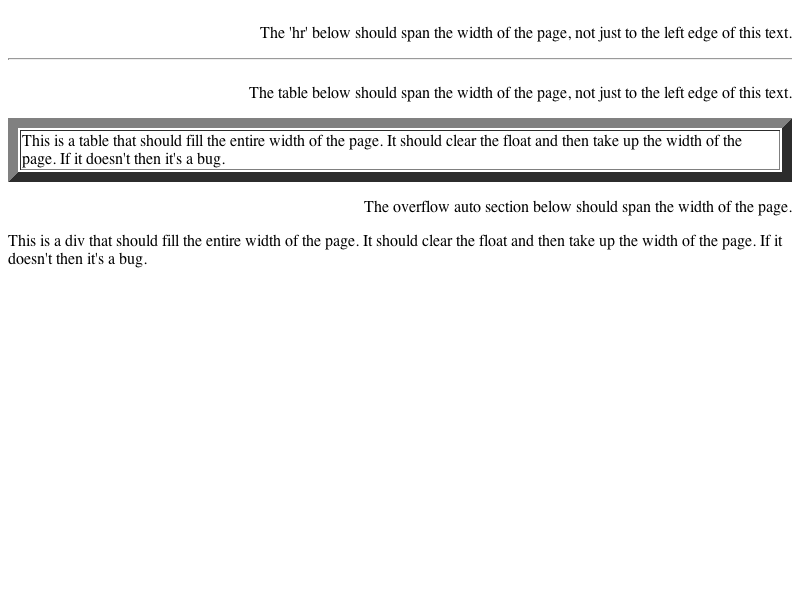 The 'hr' below should span the width of the page, not just to the left edge of this text.
The table below should span the width of the page, not just to the left edge of this text.
This is a table that should fill the entire width of the page. It should clear the float and then take up the width of the
page. If it doesn't then it's a bug.
The overflow auto section below should span the width of the page.
This is a div that should fill the entire width of the page. It should clear the float and then take up the width of the page. If it
doesn't then it's a bug.